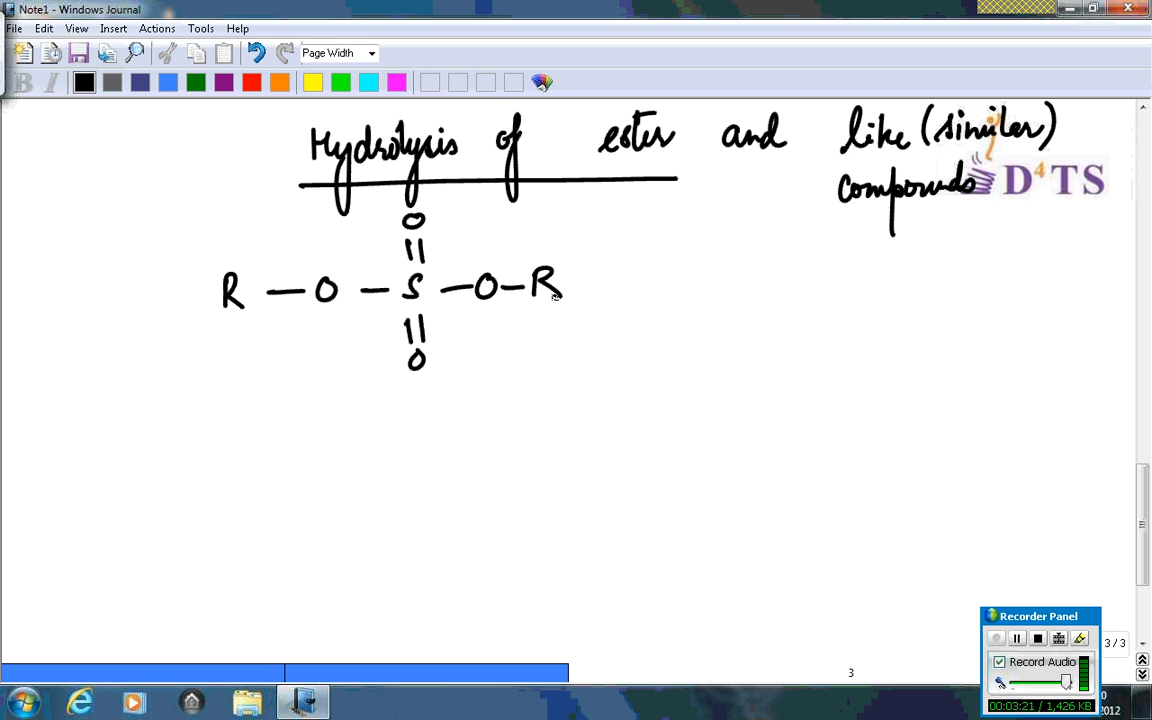 Note1 - Windows Journal
File Edit View Insert Actions Tools Help
Page Width
B I
Hydrolysis of ester and like (similar)
compounds
D4TS
O
R — O — S — O — R
O
Recorder Panel
Record Audio
00:03:21 / 1,426 KB
3 / 3
3
2012